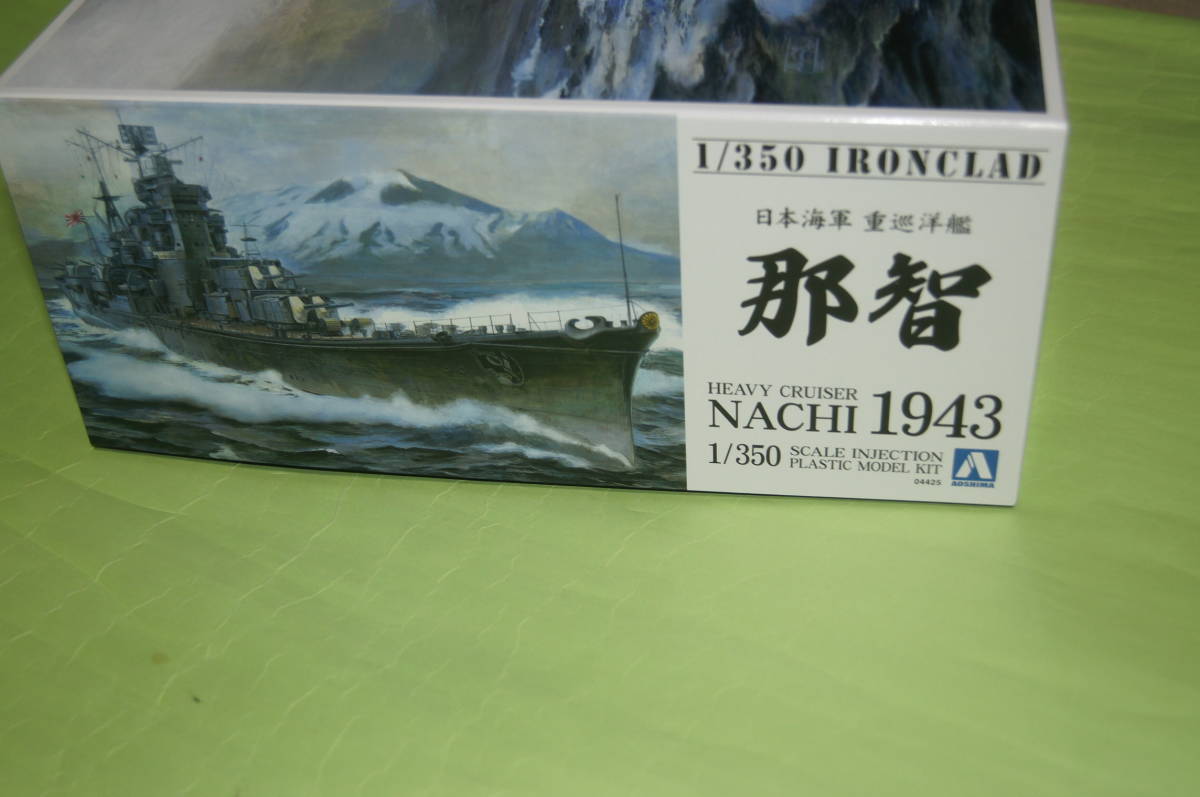 1/350 IRONCLAD
日本海軍 重巡洋艦
那智
HEAVY CRUISER
NACHI 1943
1/350 SCALE INJECTION
PLASTIC MODEL KIT
04425
AOSHIMA